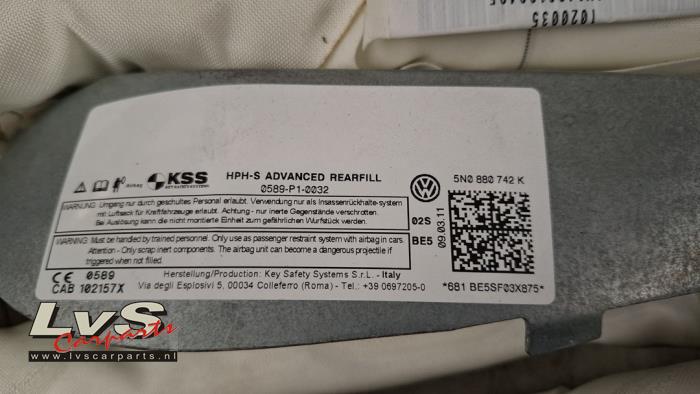 1020035
KSS
KEY SAFETY SYSTEMS
HPH-S ADVANCED REARFILL
0589-P1-0032
5N0 880 742 K
WARNUNG: Umgang nur durch geschultes Personal erlaubt. Verwendung nur als Insassenrückhalte-system
mit Luftsack für Kraftfahrzeuge erlaubt. Achtung - nur inerte Gegenstände verschrotten.
Bei Auslösung kann die nicht montierte Einheit zum gefährlichen Wurfstück werden.
02S
09.03.11
WARNING: Must be handled by trained personnel. Only use as passenger restraint system with airbag in cars.
Attention - Only scrap inert components. The airbag unit can become a dangerous projectile if
triggered when not fitted.
BE5
CE 0589
CAB 102157X
Herstellung/Production: Key Safety Systems S.r.l. - Italy
Via degli Esplosivi 5, 00034 Colleferro (Roma) - Tel.: +39 0697205-0
*681 BE5SF03X875*
LvS
Carparts
www.lvscarparts.nl